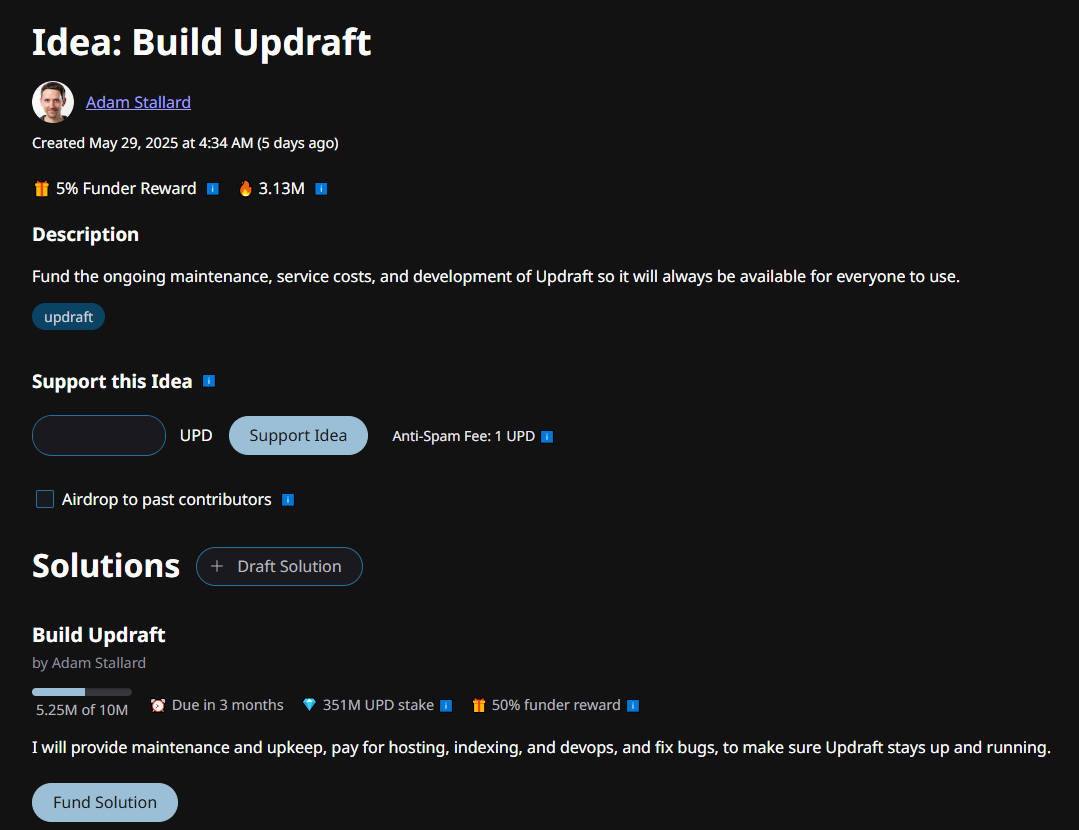 Idea: Build Updraft
Adam Stallard
Created May 29, 2025 at 4:34 AM (5 days ago)
🎁 5% Funder Reward ℹ️ 🔥 3.13M ℹ️
Description
Fund the ongoing maintenance, service costs, and development of Updraft so it will always be available for everyone to use.
updraft
Support this Idea ℹ️
UPD Support Idea Anti-Spam Fee: 1 UPD ℹ️
Airdrop to past contributors ℹ️
Solutions + Draft Solution
Build Updraft
by Adam Stallard
5.25M of 10M ⏰ Due in 3 months 💎 351M UPD stake ℹ️ 🎁 50% funder reward ℹ️
I will provide maintenance and upkeep, pay for hosting, indexing, and devops, and fix bugs, to make sure Updraft stays up and running.
Fund Solution